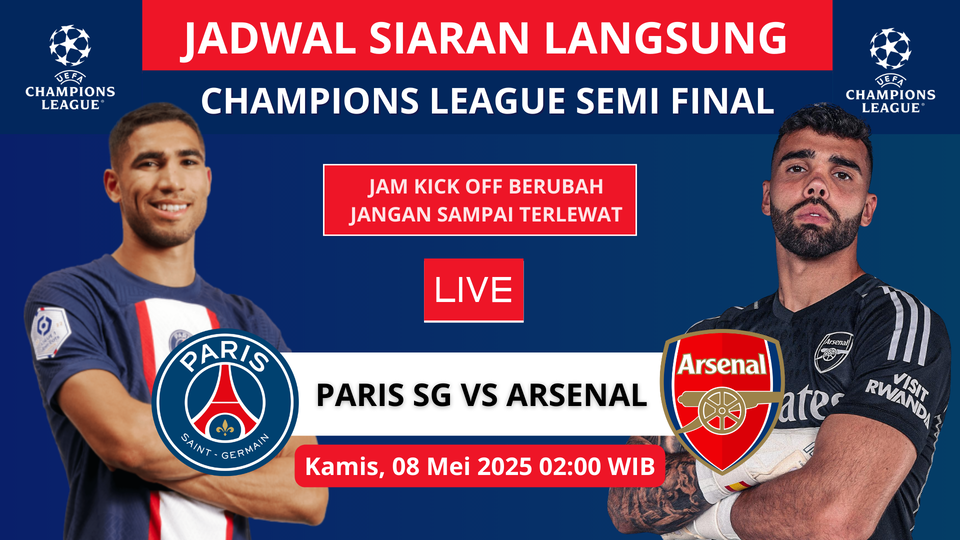 JADWAL SIARAN LANGSUNG
UEFA
CHAMPIONS
LEAGUE
CHAMPIONS LEAGUE SEMI FINAL
UEFA
CHAMPIONS
LEAGUE
JAM KICK OFF BERUBAH
JANGAN SAMPAI TERLEWAT
LIVE
PARIS
SAINT-GERMAIN
PARIS SG VS ARSENAL
Arsenal
Arsenal
VISIT
RWANDA
Kamis, 08 Mei 2025 02:00 WIB